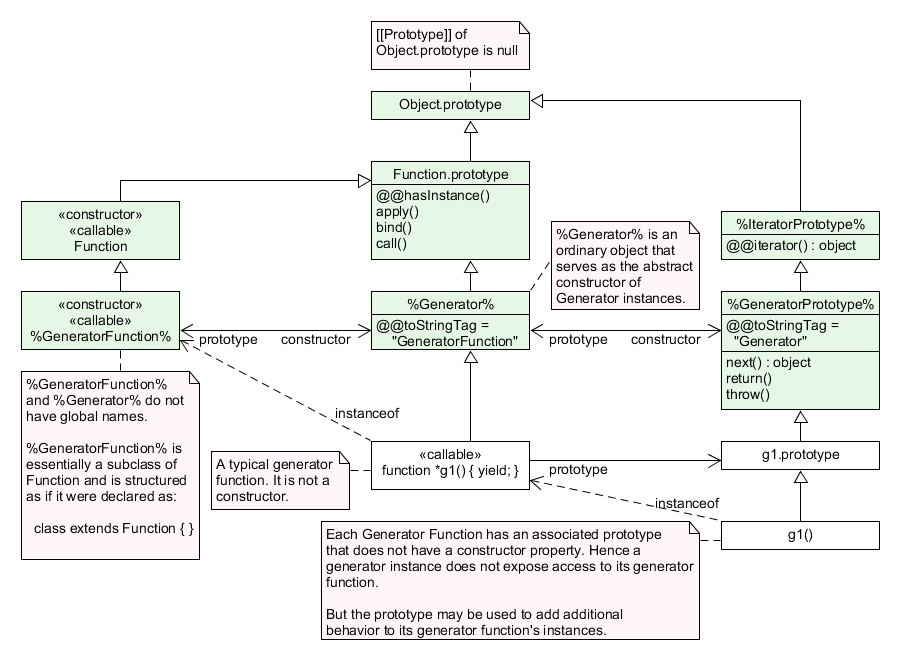 [[Prototype]] of
Object.prototype is null
Object.prototype
Function.prototype
@@hasInstance()
apply()
bind()
call()
«constructor»
«callable»
Function
%Generator% is an
ordinary object that
serves as the abstract
constructor of
Generator instances.
%IteratorPrototype%
@@iterator() : object
«constructor»
«callable»
%GeneratorFunction%
prototype
constructor
%Generator%
@@toStringTag =
"GeneratorFunction"
prototype
constructor
%GeneratorPrototype%
@@toStringTag =
"Generator"
next() : object
return()
throw()
%GeneratorFunction%
and %Generator% do not
have global names.
%GeneratorFunction% is
essentially a subclass of
Function and is structured
as if it were declared as:
class extends Function { }
instanceof
A typical generator
function. It is not a
constructor.
«callable»
function *g1() { yield; }
prototype
g1.prototype
instanceof
g1()
Each Generator Function has an associated prototype
that does not have a constructor property. Hence a
generator instance does not expose access to its generator
function.
But the prototype may be used to add additional
behavior to its generator function's instances.